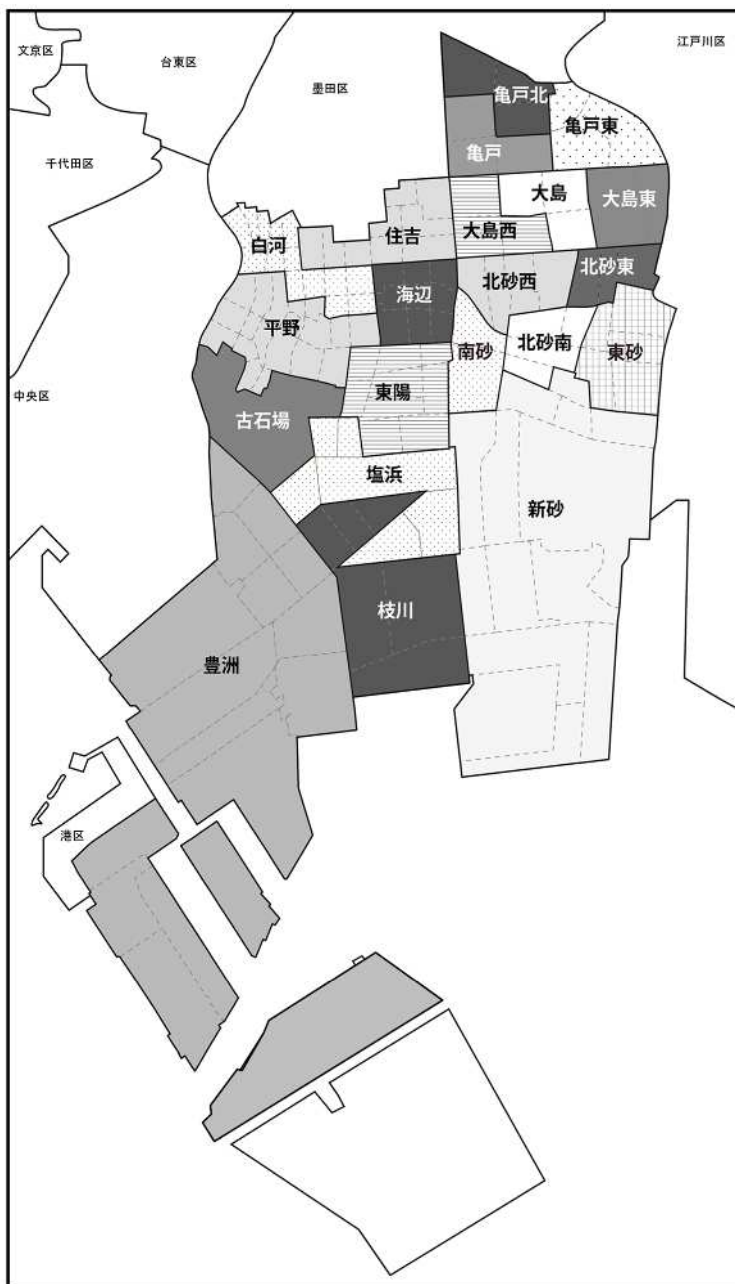 文京区
台東区
江戸川区
墨田区
亀戸北
亀戸東
千代田区
亀戸
大島
大島東
白河
住吉
大島西
北砂西
北砂東
海辺
平野
南砂
北砂南
東砂
中央区
東陽
古石場
塩浜
新砂
枝川
豊洲
港区